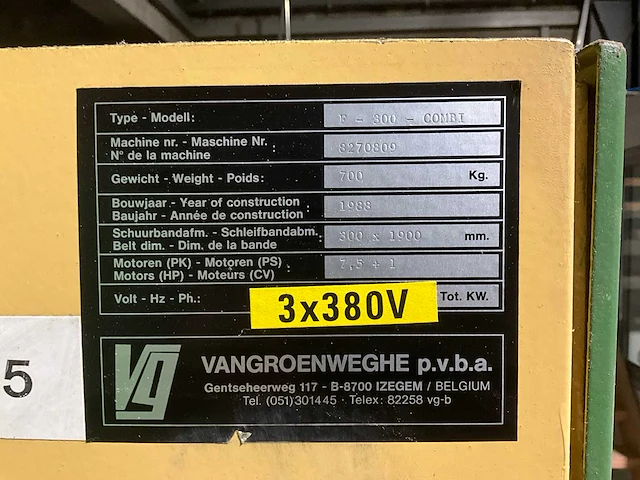 Type - Modell: F - 300 - COMBI
Machine nr. - Maschine Nr.
N° de la machine : 8270809
Gewicht - Weight - Poids: 700 Kg.
Bouwjaar - Year of construction
Baujahr - Année de construction : 1988
Schuurbandafm. - Schleifbandabm.
Belt dim. - Dim. de la bande : 300 x 1900 mm.
Motoren (PK) - Motoren (PS)
Motors (HP) - Moteurs (CV) : 7,5 + 1
Volt - Hz - Ph.: 3x380V Tot. KW.
5
vg
VANGROENWEGHE p.v.b.a.
Gentseheerweg 117 - B-8700 IZEGEM / BELGIUM
Tel. (051)301445 - Telex: 82258 vg-b